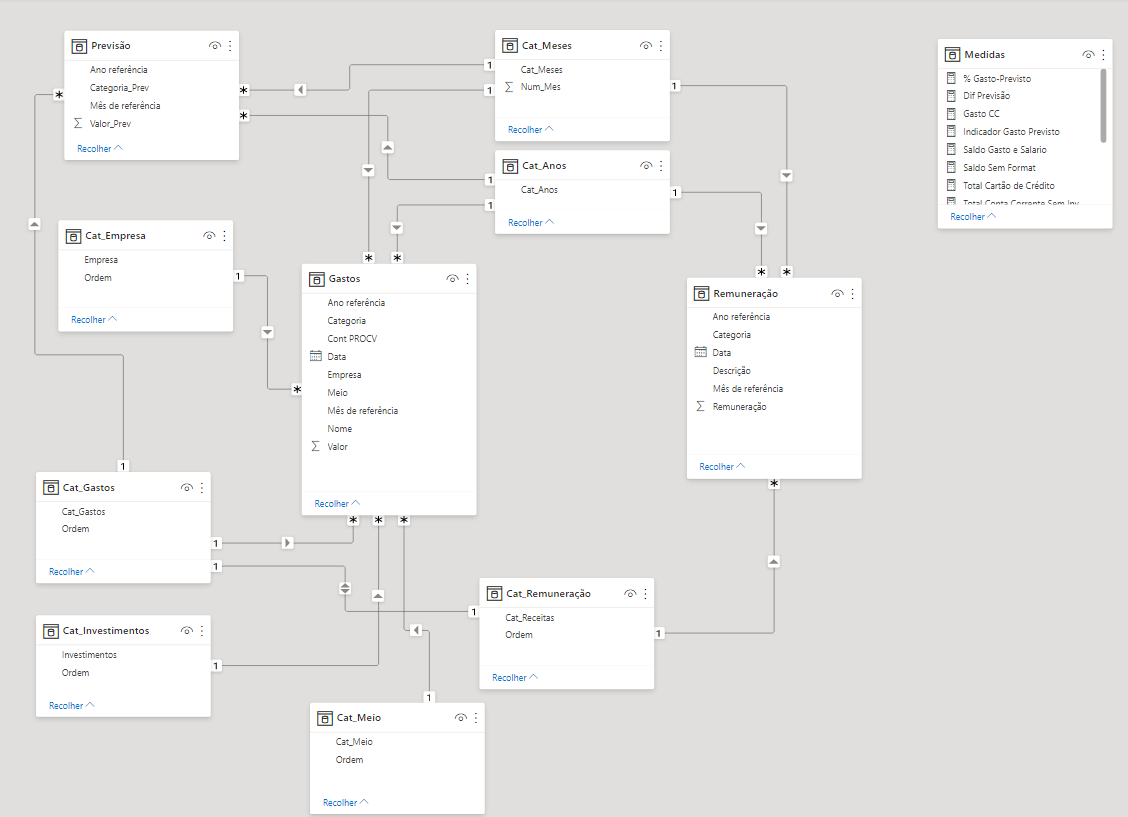 Previsão
Ano referência
Categoria_Prev
Mês de referência
Valor_Prev
Recolher
Cat_Meses
Cat_Meses
Num_Mes
Recolher
Medidas
% Gasto-Previsto
Dif Previsão
Gasto CC
Indicador Gasto Previsto
Saldo Gasto e Salario
Saldo Sem Format
Total Cartão de Crédito
Total Conta Corrente Sem Inv
Recolher
Cat_Anos
Cat_Anos
Recolher
Cat_Empresa
Empresa
Ordem
Recolher
Gastos
Ano referência
Categoria
Cont PROCV
Data
Empresa
Meio
Mês de referência
Nome
Valor
Recolher
Remuneração
Ano referência
Categoria
Data
Descrição
Mês de referência
Remuneração
Recolher
Cat_Gastos
Cat_Gastos
Ordem
Recolher
Cat_Investimentos
Investimentos
Ordem
Recolher
Cat_Remuneração
Cat_Receitas
Ordem
Recolher
Cat_Meio
Cat_Meio
Ordem
Recolher
1
*
1
*
1
*
1
*
1
*
1
*
1
*
1
*
1
*
1
1
1
*
1
*
1
*